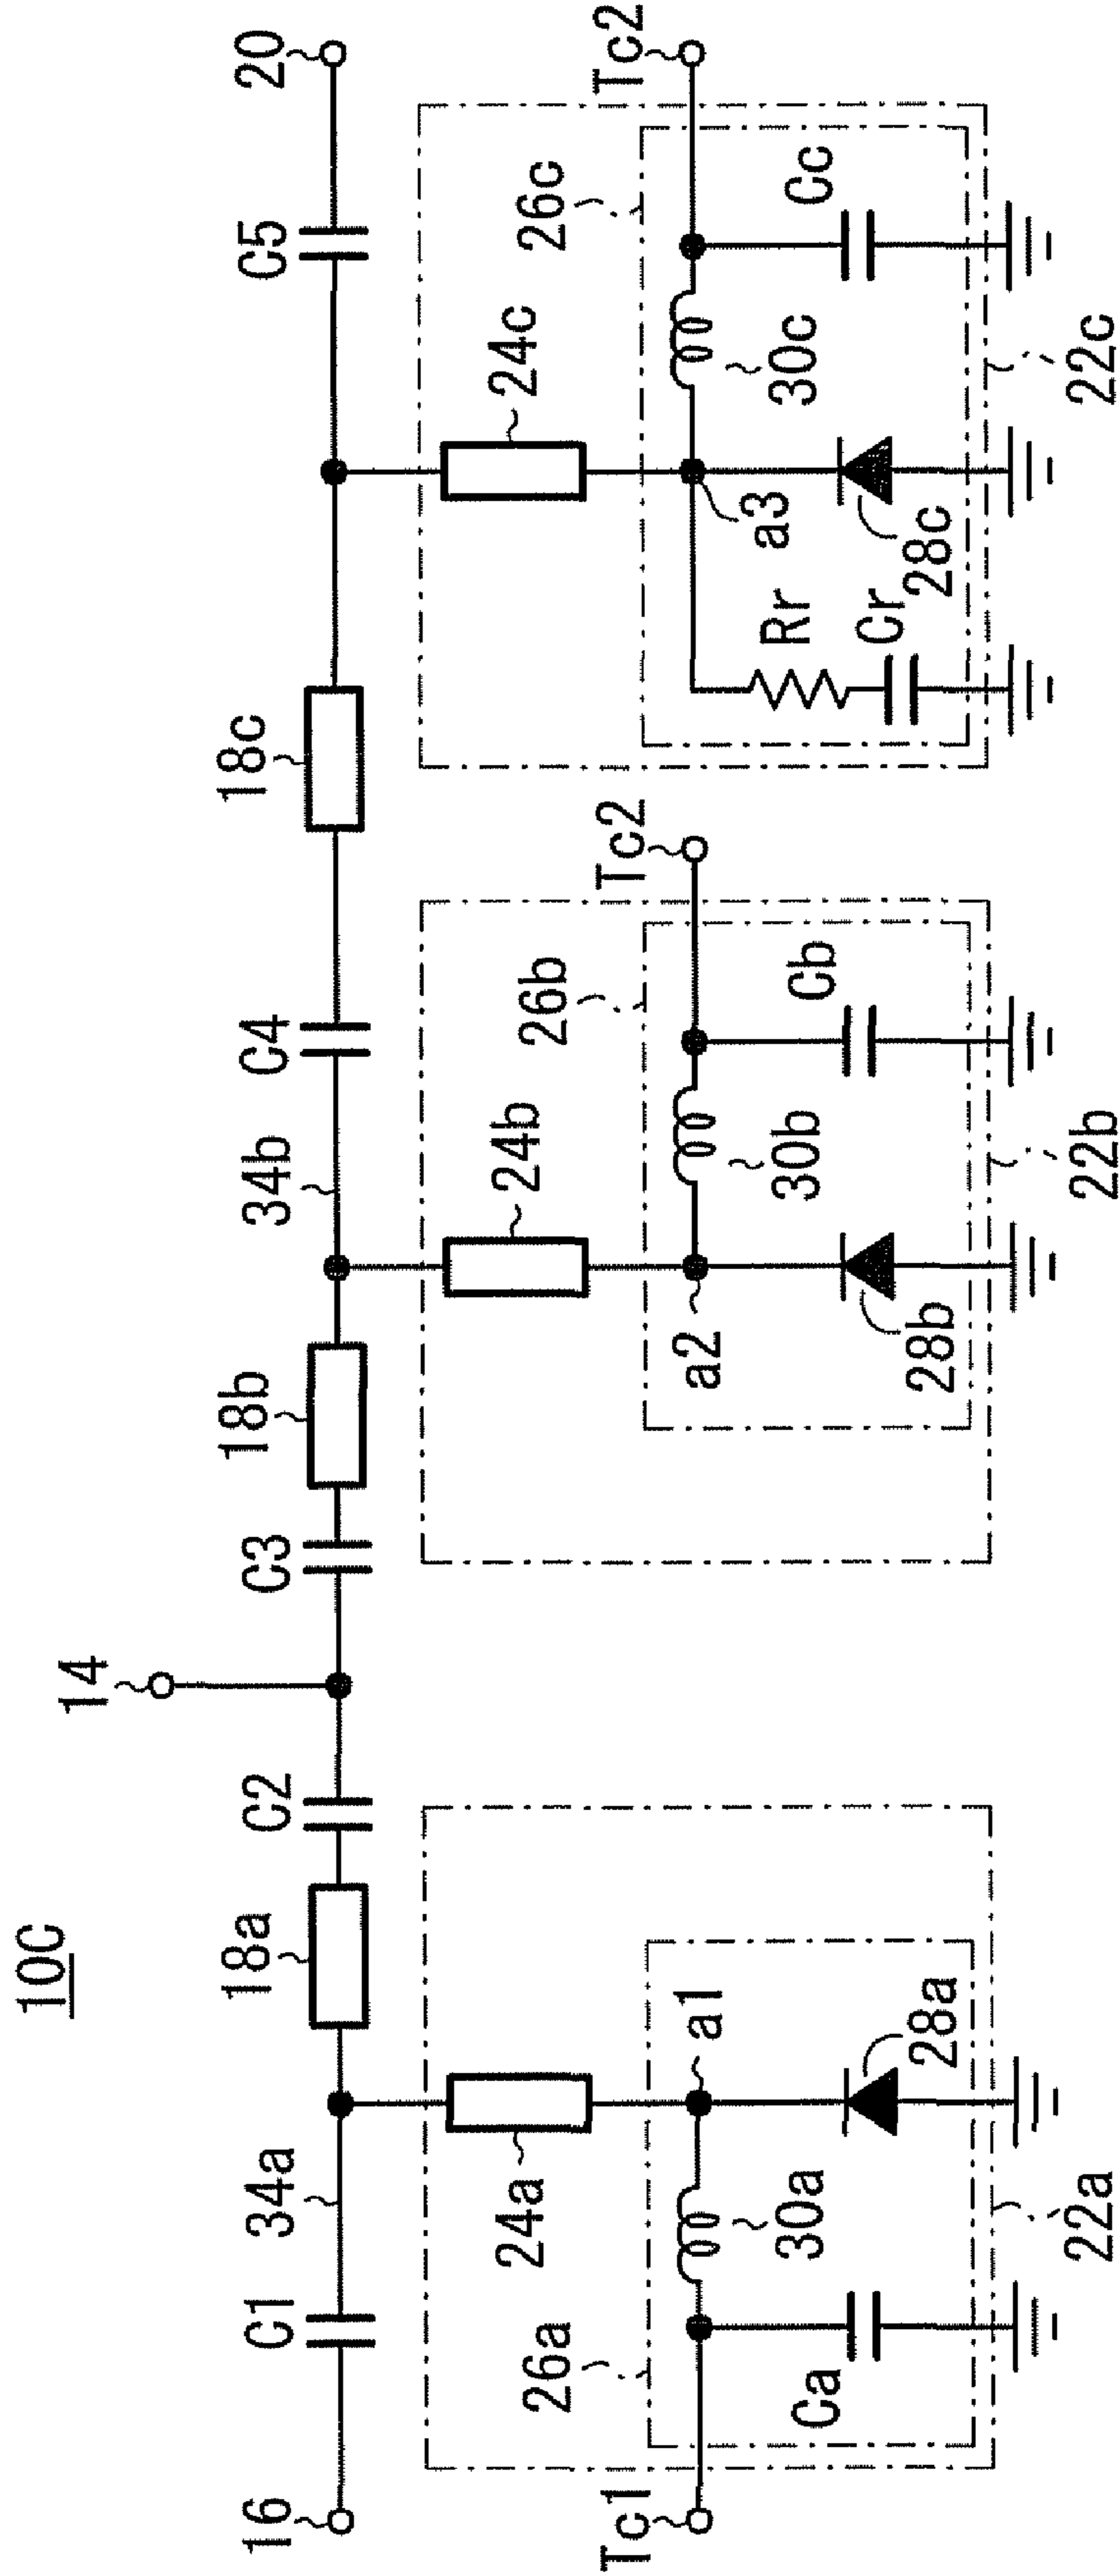 10C
16
C1
34a
18a
C2
14
C3
18b
34b
C4
18c
C5
20
24a
24b
24c
26a
26b
26c
Tc1
30a
a1
Ca
28a
22a
a2
30b
Tc2
28b
Cb
22b
a3
30c
Tc2
Rr
Cr
28c
Cc
22c